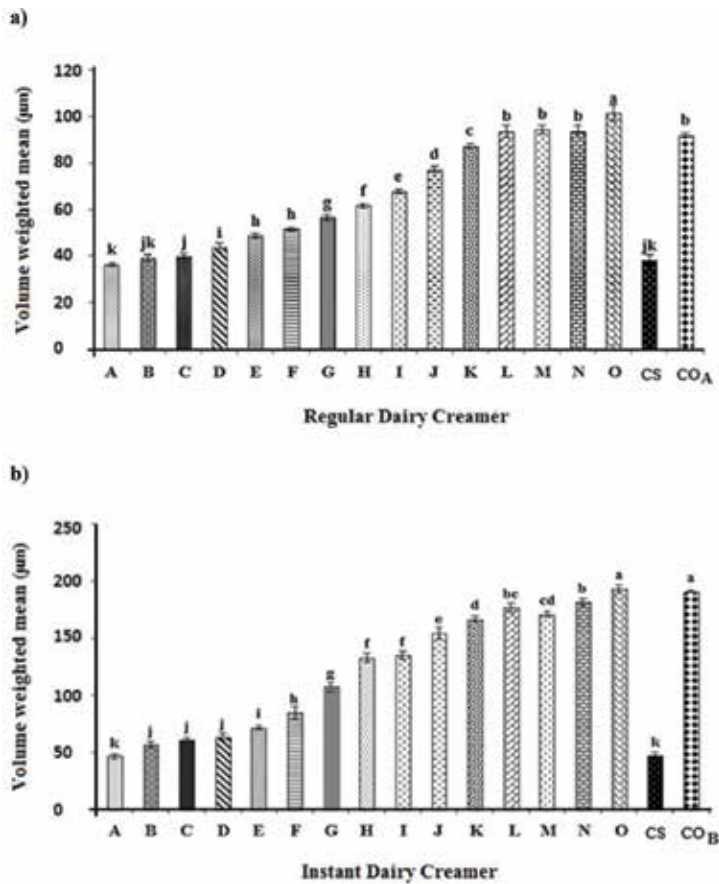 a)
120
100
80
60
40
20
0
Volume weighted mean (µm)
k jk j i h h g f e d c b b b a jk b
A B C D E F G H I J K L M N O CS COA
Regular Dairy Creamer
b)
250
200
150
100
50
0
Volume weighted mean (µm)
k j j j i h g f f e d bc cd b a k a
A B C D E F G H I J K L M N O CS COB
Instant Dairy Creamer